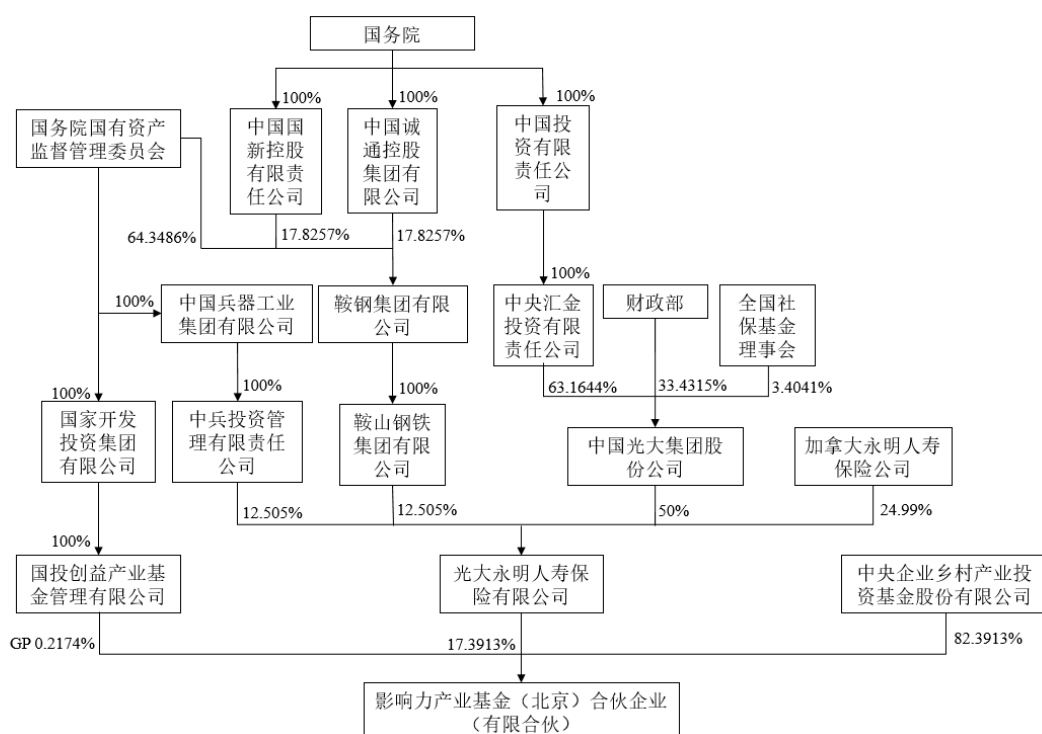 国务院
100%
100%
100%
国务院国有资产
监督管理委员会
中国国
新控股
有限责
任公司
中国诚
通控股
集团有
限公司
中国投
资有限
责任公
司
64.3486%
17.8257%
17.8257%
100%
100%
中国兵器工业
集团有限公司
鞍钢集团有限
公司
中央汇金
投资有限
责任公司
财政部
全国社
保基金
理事会
100%
100%
100%
63.1644%
33.4315%
3.4041%
国家开发
投资集团
有限公司
中兵投资管
理有限责任
公司
鞍山钢铁
集团有限
公司
中国光大集团股
份公司
加拿大永明人寿
保险公司
12.505%
12.505%
50%
24.99%
100%
国投创益产业基
金管理有限公司
光大永明人寿保
险有限公司
中央企业乡村产业投
资基金股份有限公司
GP 0.2174%
17.3913%
82.3913%
影响力产业基金（北京）合伙企业
（有限合伙）